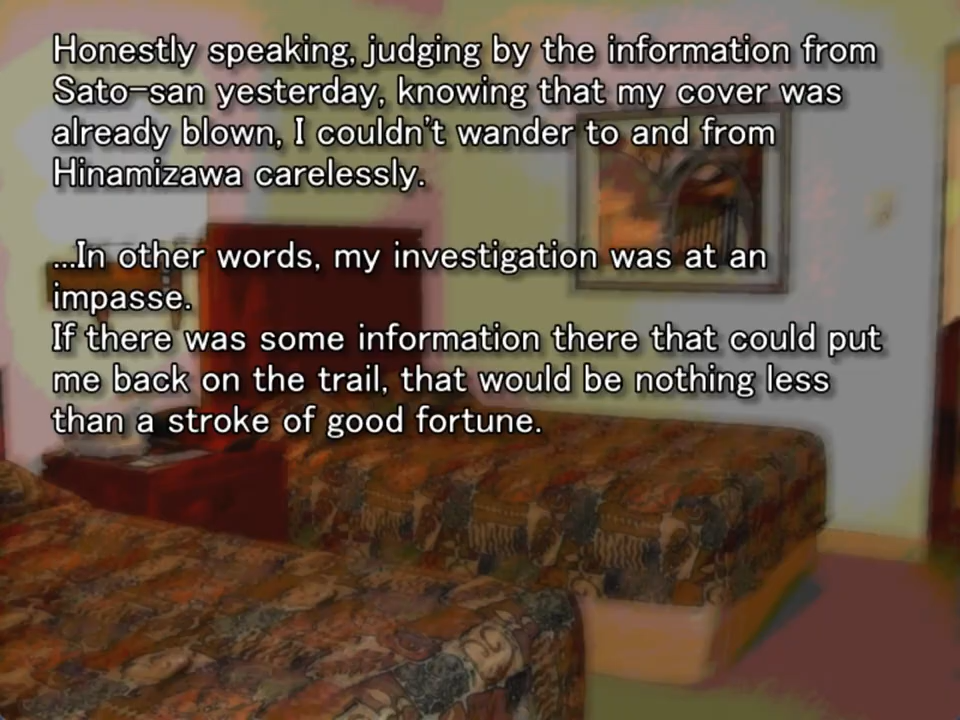 Honestly speaking, judging by the information from
Sato-san yesterday, knowing that my cover was
already blown, I couldn't wander to and from
Hinamizawa carelessly.
...In other words, my investigation was at an
impasse.
If there was some information there that could put
me back on the trail, that would be nothing less
than a stroke of good fortune.